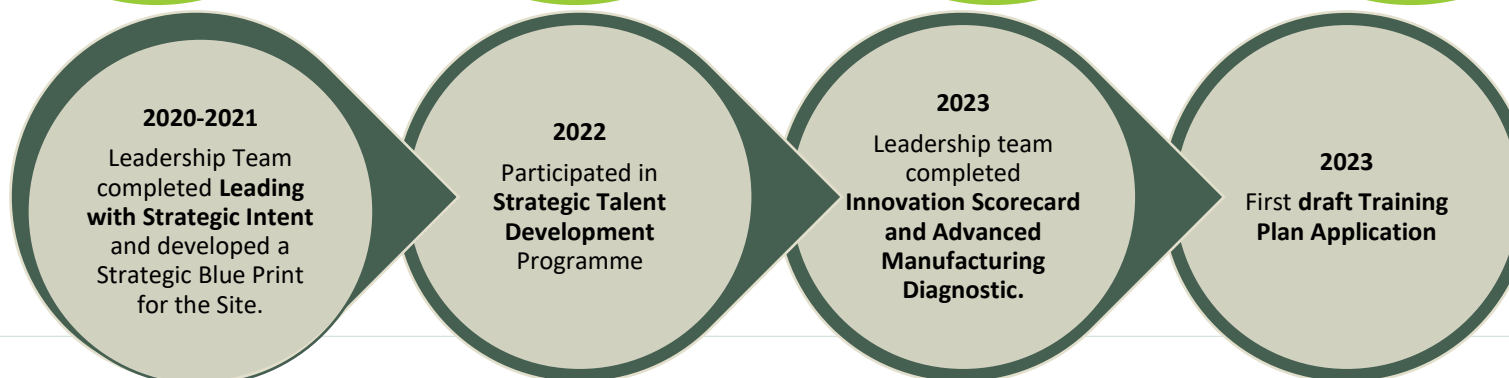 2020-2021
Leadership Team
completed Leading
with Strategic Intent
and developed a
Strategic Blue Print
for the Site.
2022
Participated in
Strategic Talent
Development
Programme
2023
Leadership team
completed
Innovation Scorecard
and Advanced
Manufacturing
Diagnostic.
2023
First draft Training
Plan Application